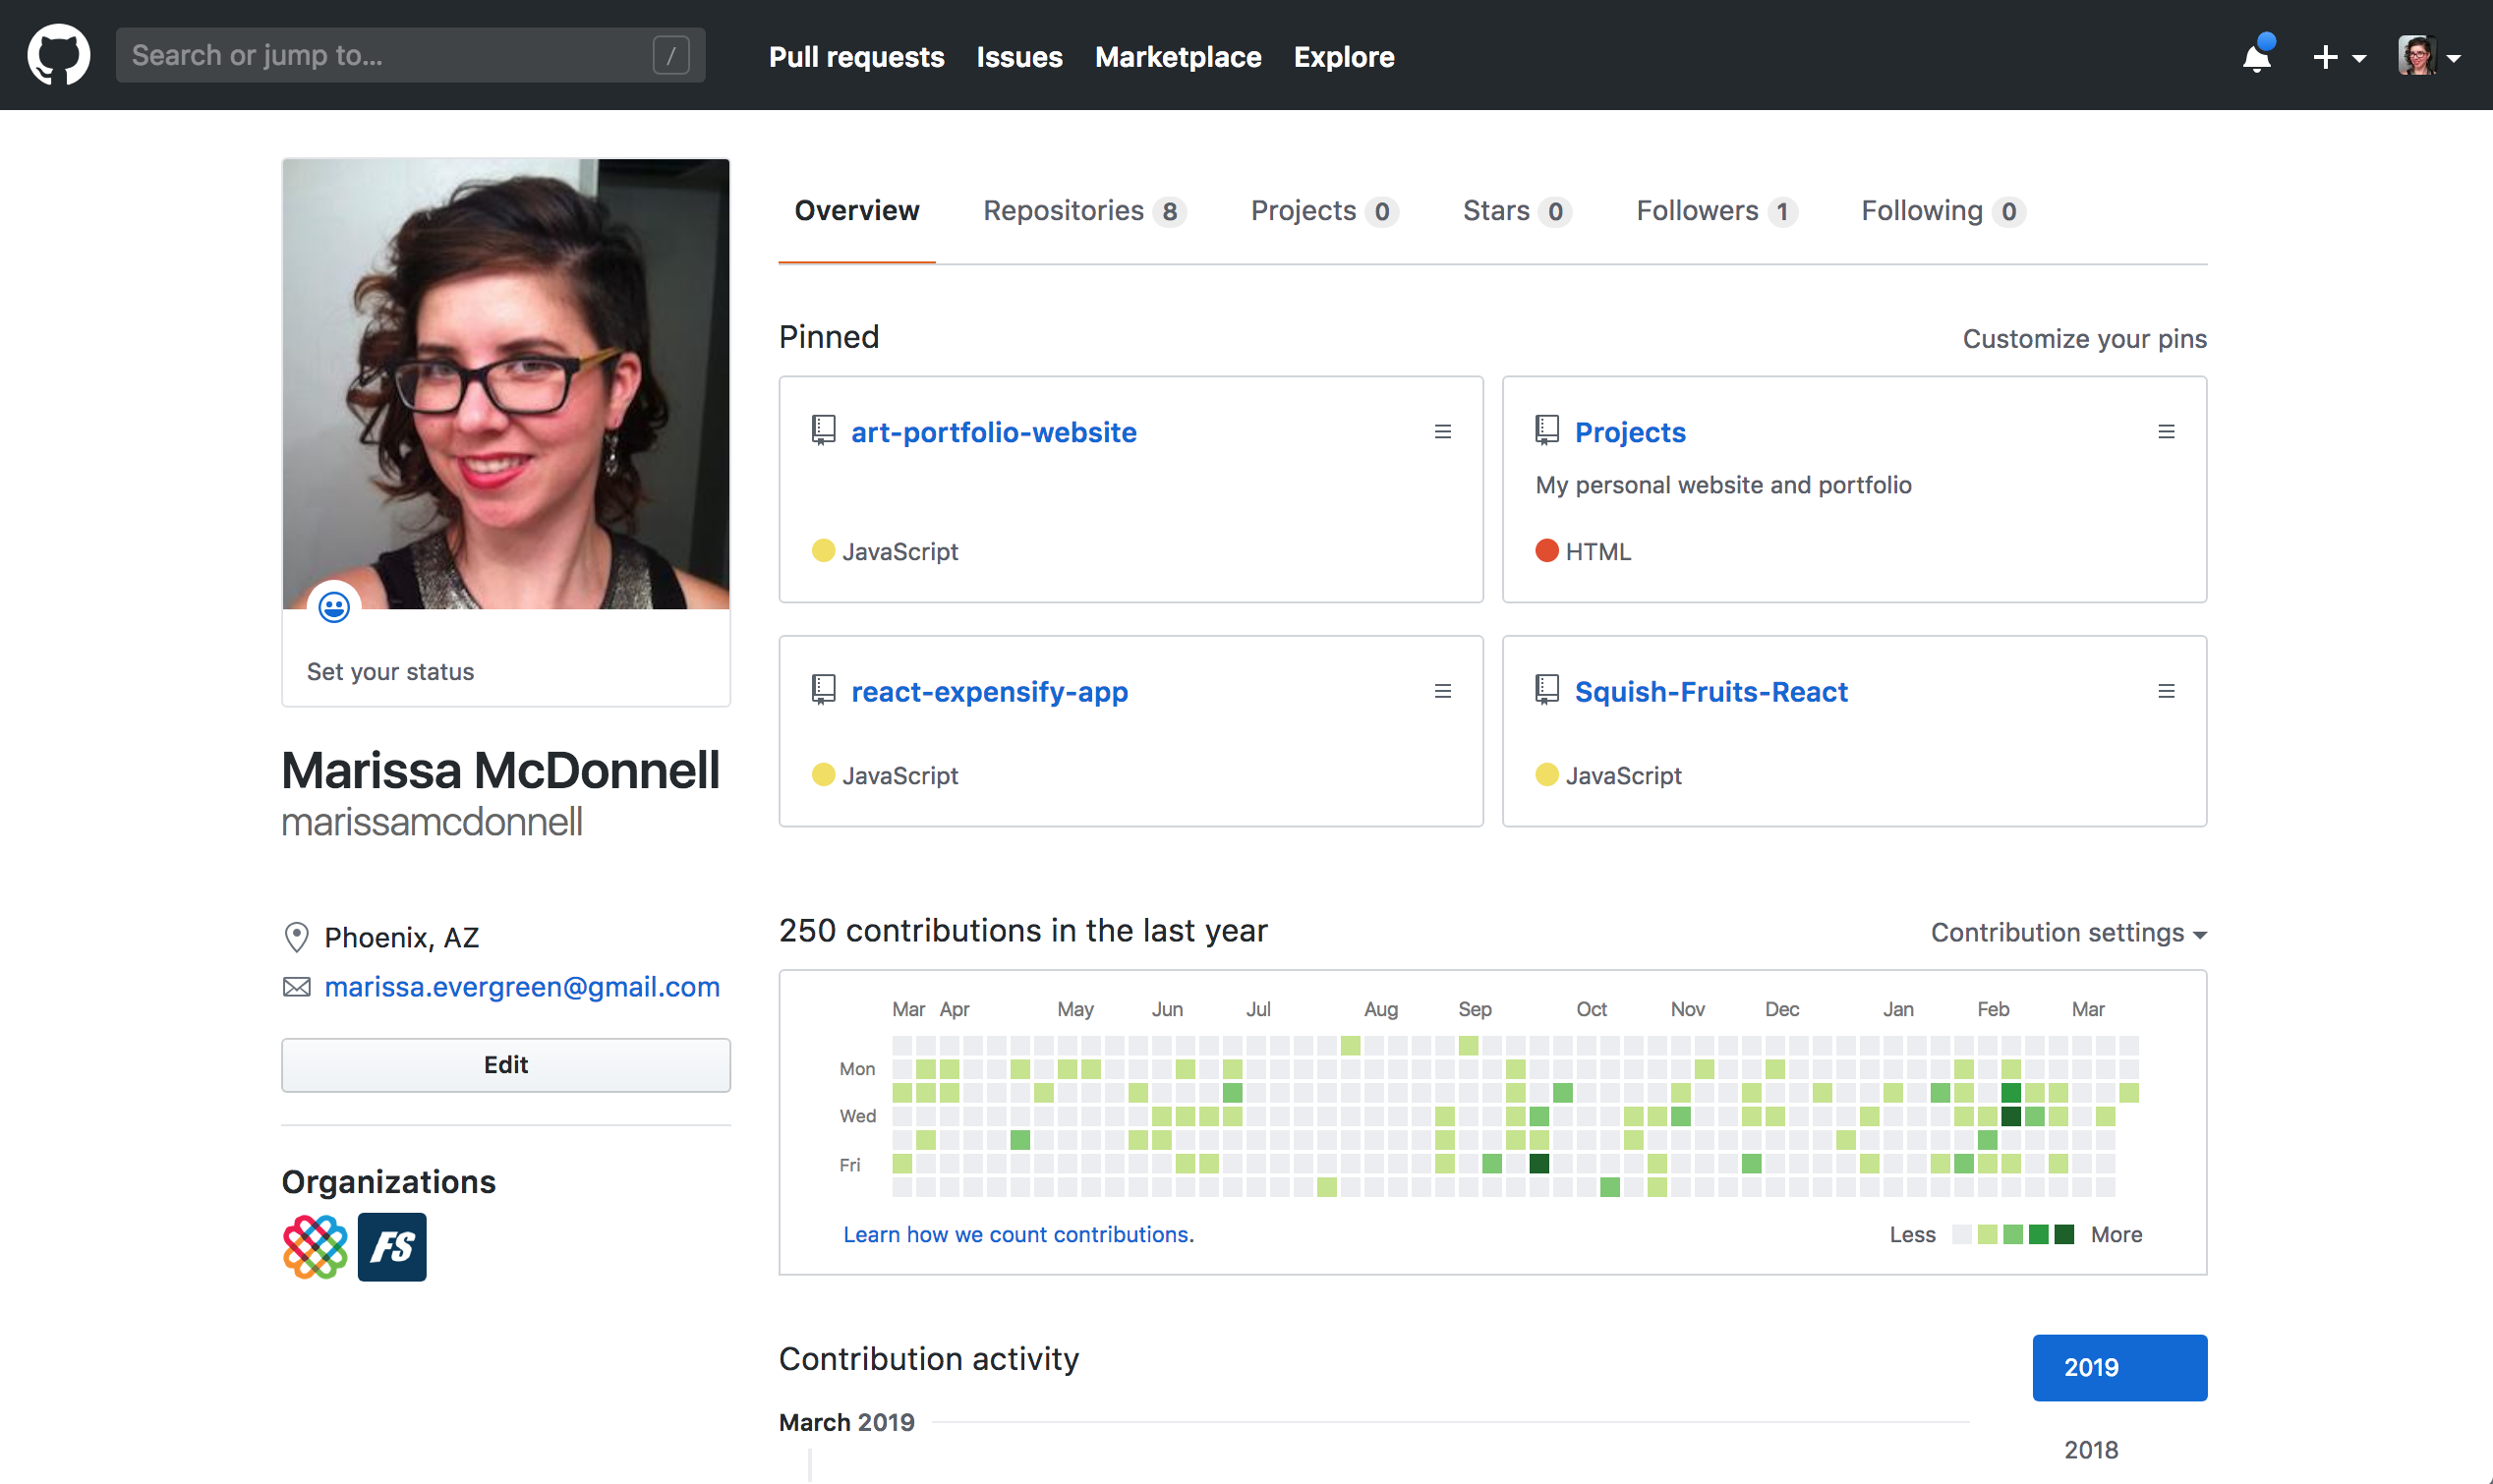 Search or jump to...
/
Pull requests Issues Marketplace Explore
Set your status
Marissa McDonnell
marissamcdonnell
Phoenix, AZ
marissa.evergreen@gmail.com
Edit
Organizations
FS
Overview Repositories 8 Projects 0 Stars 0 Followers 1 Following 0
Pinned Customize your pins
art-portfolio-website
JavaScript
Projects
My personal website and portfolio
HTML
react-expensify-app
JavaScript
Squish-Fruits-React
JavaScript
250 contributions in the last year Contribution settings
Mar Apr May Jun Jul Aug Sep Oct Nov Dec Jan Feb Mar
Mon
Wed
Fri
Learn how we count contributions. Less More
Contribution activity
2019
March 2019
2018